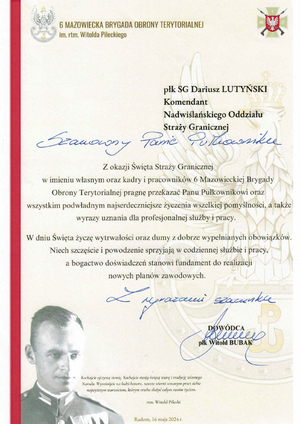 6 MAZOWIECKA BRYGADA OBRONY TERYTORIALNEJ
im. rtm. Witolda Pileckiego
płk SG Dariusz LUTYŃSKI
Komendant
Nadwiślańskiego Oddziału
Straży Granicznej
Szanowny Panie Pułkowniku
Z okazji Święta Straży Granicznej
w imieniu własnym oraz kadry i pracowników 6 Mazowieckiej Brygady
Obrony Terytorialnej pragnę przekazać Panu Pułkownikowi oraz
wszystkim podwładnym najserdeczniejsze życzenia wszelkiej pomyślności, a także
wyrazy uznania dla profesjonalnej służby i pracy.
W dniu Święta życzę wytrwałości oraz dumy z dobrze wypełnianych obowiązków.
Niech szczęście i powodzenie sprzyjają w codziennej służbie i pracy,
a bogactwo doświadczeń stanowi fundament do realizacji
nowych planów zawodowych.
Z wyrazami szacunku
DOWÓDCA
płk Witold BUBAK
rtm. Witold Pilecki
Radom, 16 maja 2024 r.